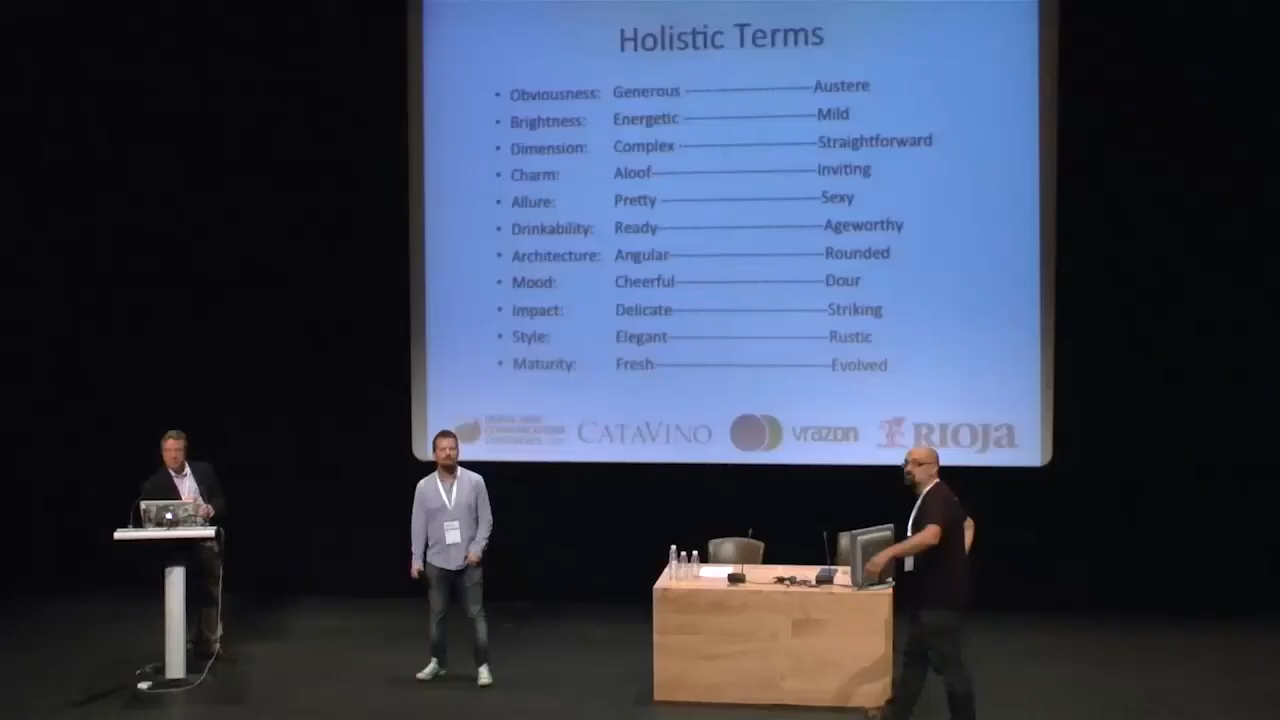 Holistic Terms
• Obviousness: Generous Austere
• Brightness: Energetic Mild
• Dimension: Complex Straightforward
• Charm: Aloof Inviting
• Allure: Pretty Sexy
• Drinkability: Ready Ageworthy
• Architecture: Angular Rounded
• Mood: Cheerful Dour
• Impact: Delicate Striking
• Style: Elegant Rustic
• Maturity: Fresh Evolved
CATAVINO vrazon RIOJA